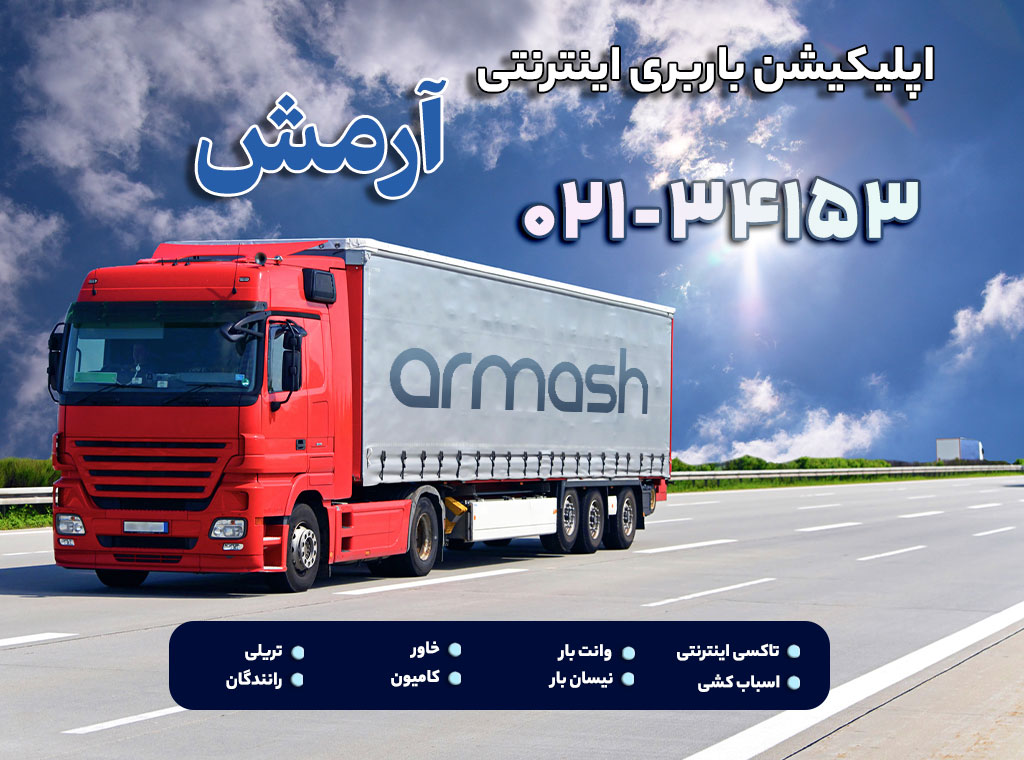 اپلیکیشن باربری اینترنتی
آرمش
۰۲۱-۳۴۱۵۳
armash
تاکسی اینترنتی
اسباب کشی
وانت بار
نیسان بار
خاور
کامیون
تریلی
رانندگان